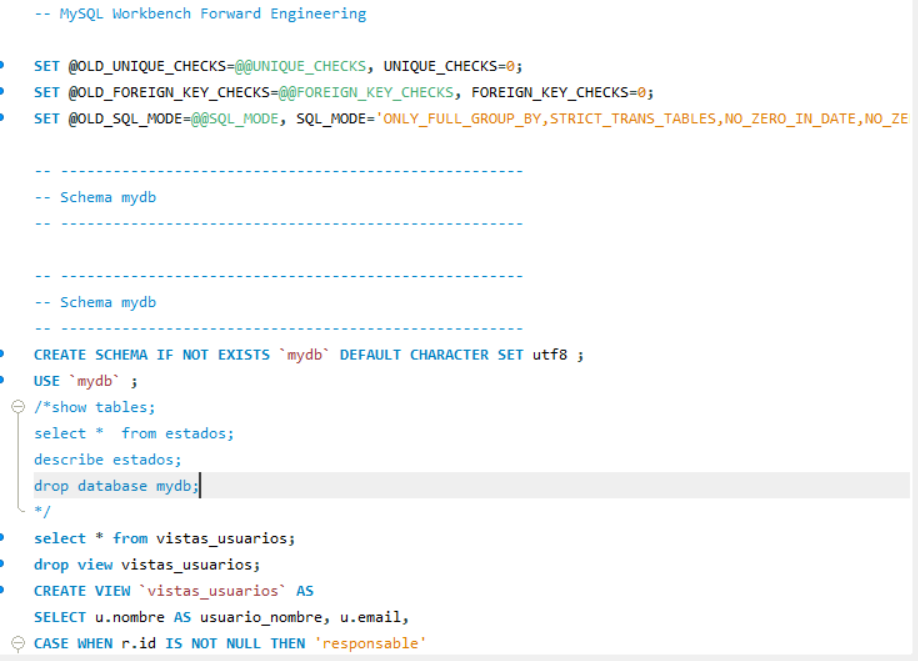 -- MySQL Workbench Forward Engineering
SET @OLD_UNIQUE_CHECKS=@@UNIQUE_CHECKS, UNIQUE_CHECKS=0;
SET @OLD_FOREIGN_KEY_CHECKS=@@FOREIGN_KEY_CHECKS, FOREIGN_KEY_CHECKS=0;
SET @OLD_SQL_MODE=@@SQL_MODE, SQL_MODE='ONLY_FULL_GROUP_BY,STRICT_TRANS_TABLES,NO_ZERO_IN_DATE,NO_ZE
-- -----------------------------------------------------
-- Schema mydb
-- -----------------------------------------------------
-- -----------------------------------------------------
-- Schema mydb
-- -----------------------------------------------------
CREATE SCHEMA IF NOT EXISTS `mydb` DEFAULT CHARACTER SET utf8 ;
USE `mydb` ;
/*show tables;
select *  from estados;
describe estados;
drop database mydb;
*/
select * from vistas_usuarios;
drop view vistas_usuarios;
CREATE VIEW `vistas_usuarios` AS
SELECT u.nombre AS usuario_nombre, u.email,
CASE WHEN r.id IS NOT NULL THEN 'responsable'